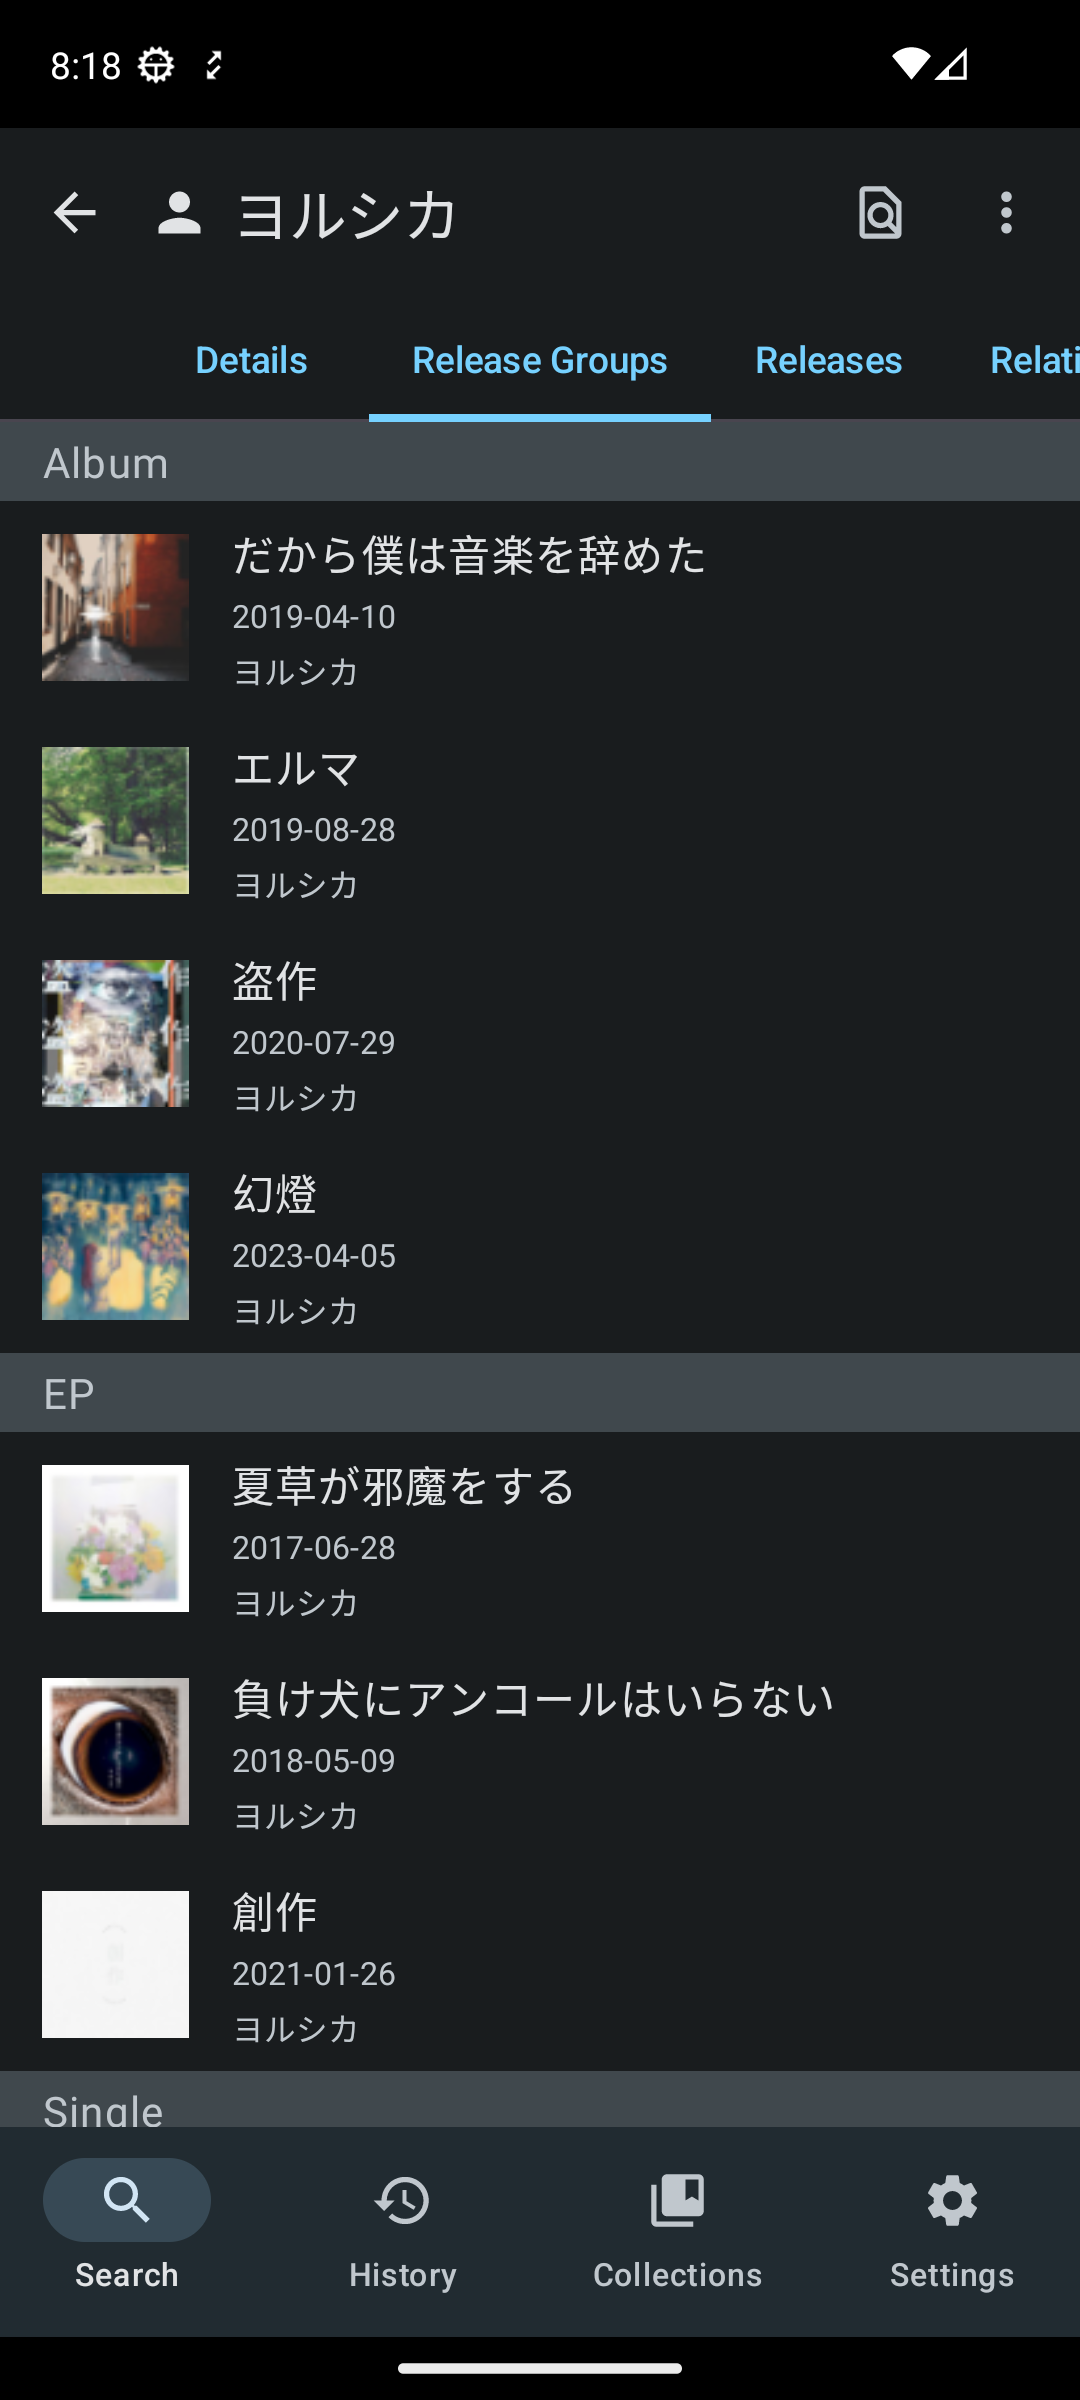 8:18
ヨルシカ
Details
Release Groups
Releases
Relati
Album
だから僕は音楽を辞めた
2019-04-10
ヨルシカ
エルマ
2019-08-28
ヨルシカ
盗作
2020-07-29
ヨルシカ
幻燈
2023-04-05
ヨルシカ
EP
夏草が邪魔をする
2017-06-28
ヨルシカ
負け犬にアンコールはいらない
2018-05-09
ヨルシカ
創作
2021-01-26
ヨルシカ
Single
Search
History
Collections
Settings